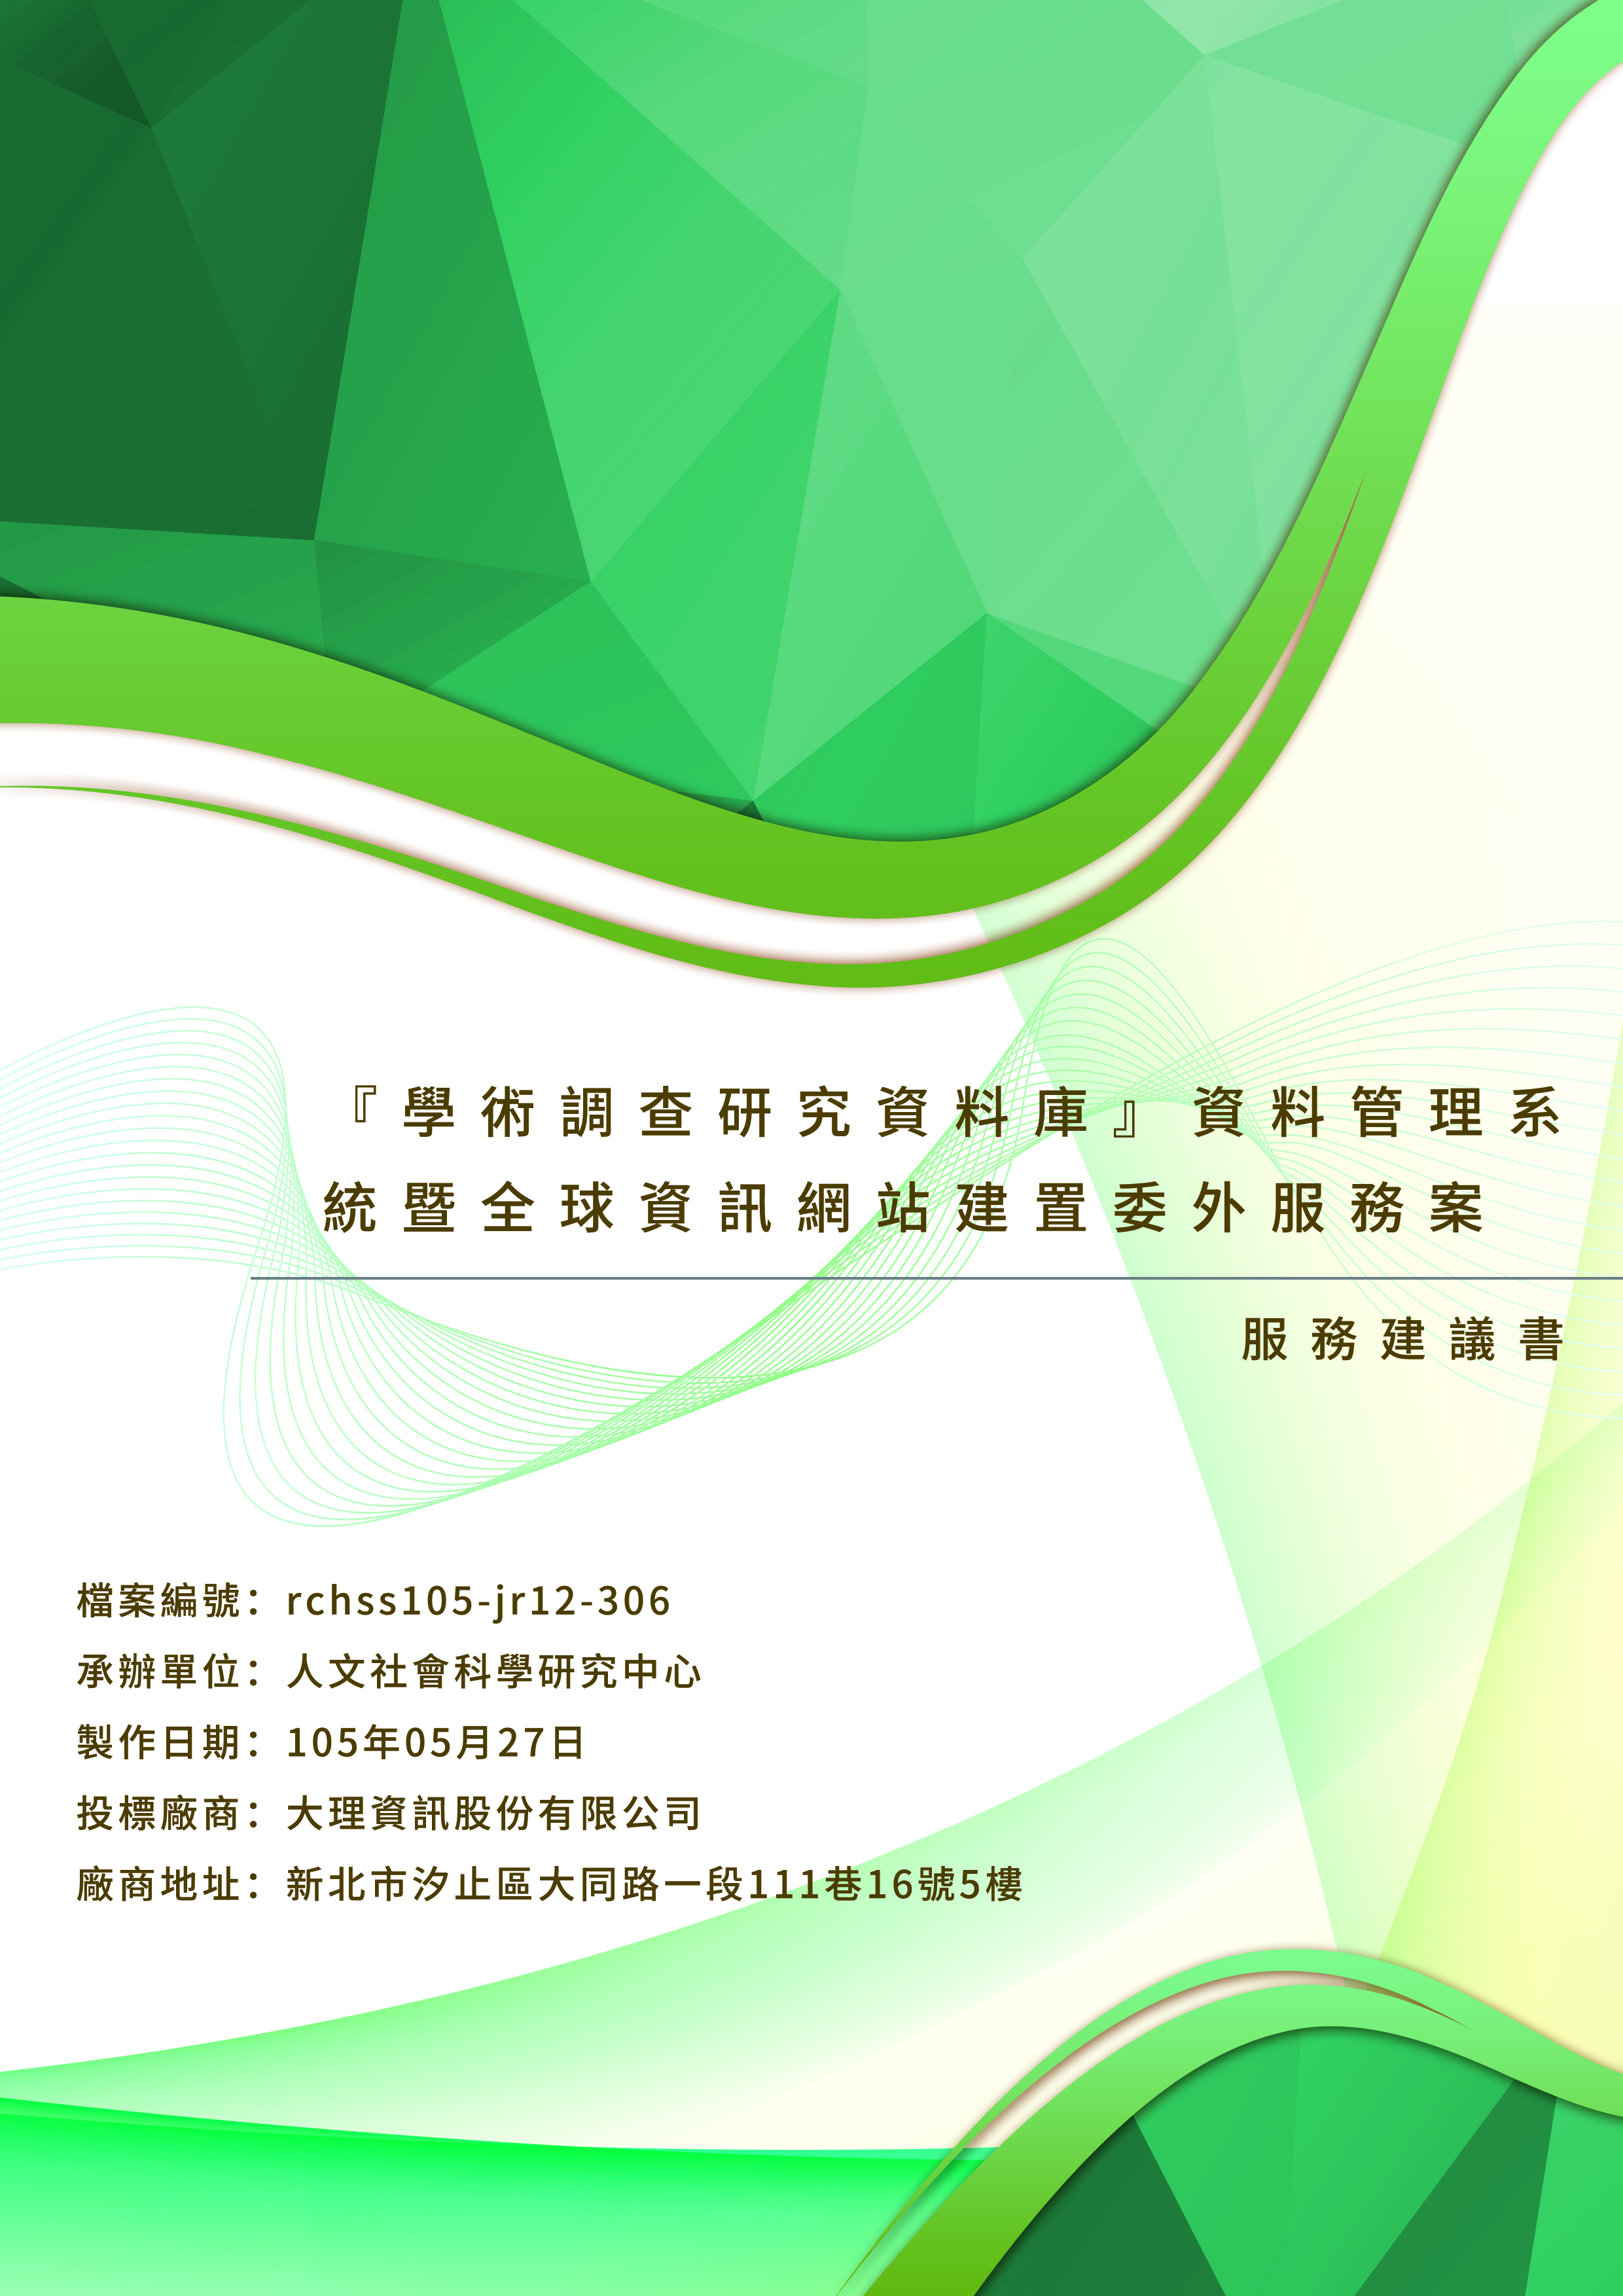 『學術調查研究資料庫』資料管理系
統暨全球資訊網站建置委外服務案
服務建議書
檔案編號：rchss105-jr12-306
承辦單位：人文社會科學研究中心
製作日期：105年05月27日
投標廠商：大理資訊股份有限公司
廠商地址：新北市汐止區大同路一段111巷16號5樓